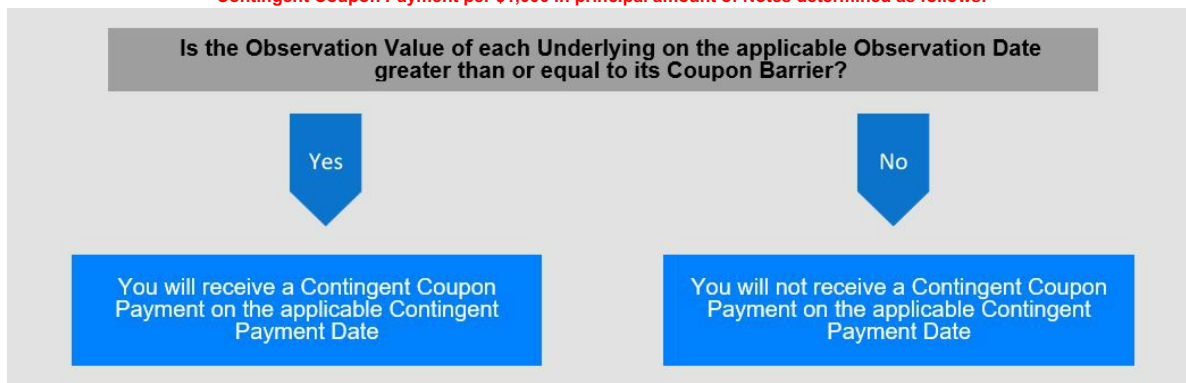 Contingent Coupon Payment per $1,000 in principal amount of Notes determined as follows:
Is the Observation Value of each Underlying on the applicable Observation Date
greater than or equal to its Coupon Barrier?
Yes
No
You will receive a Contingent Coupon
Payment on the applicable Contingent
Payment Date
You will not receive a Contingent Coupon
Payment on the applicable Contingent
Payment Date